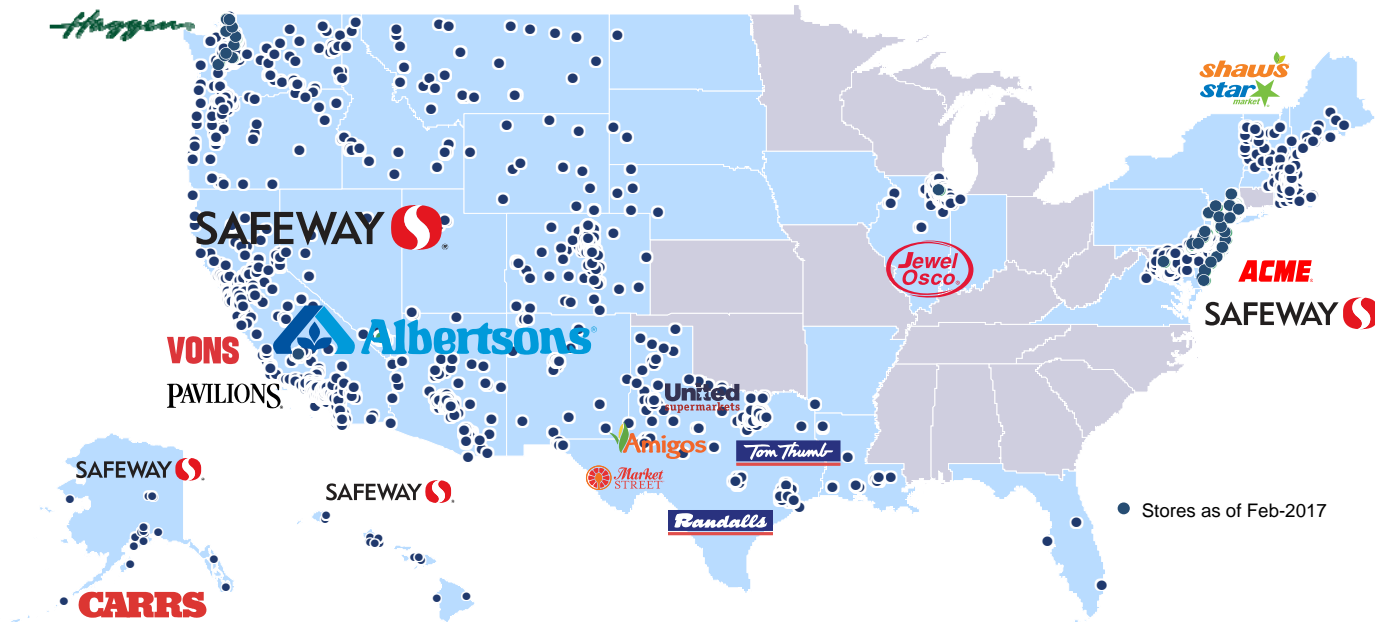 Haggen
shaw's
star
market
SAFEWAY
Jewel
Osco
ACME
SAFEWAY
Albertsons
VONS
PAVILIONS
United
supermarkets
Amigos
Tom Thumb
Market
STREET
SAFEWAY
SAFEWAY
Randalls
Stores as of Feb-2017
CARRS